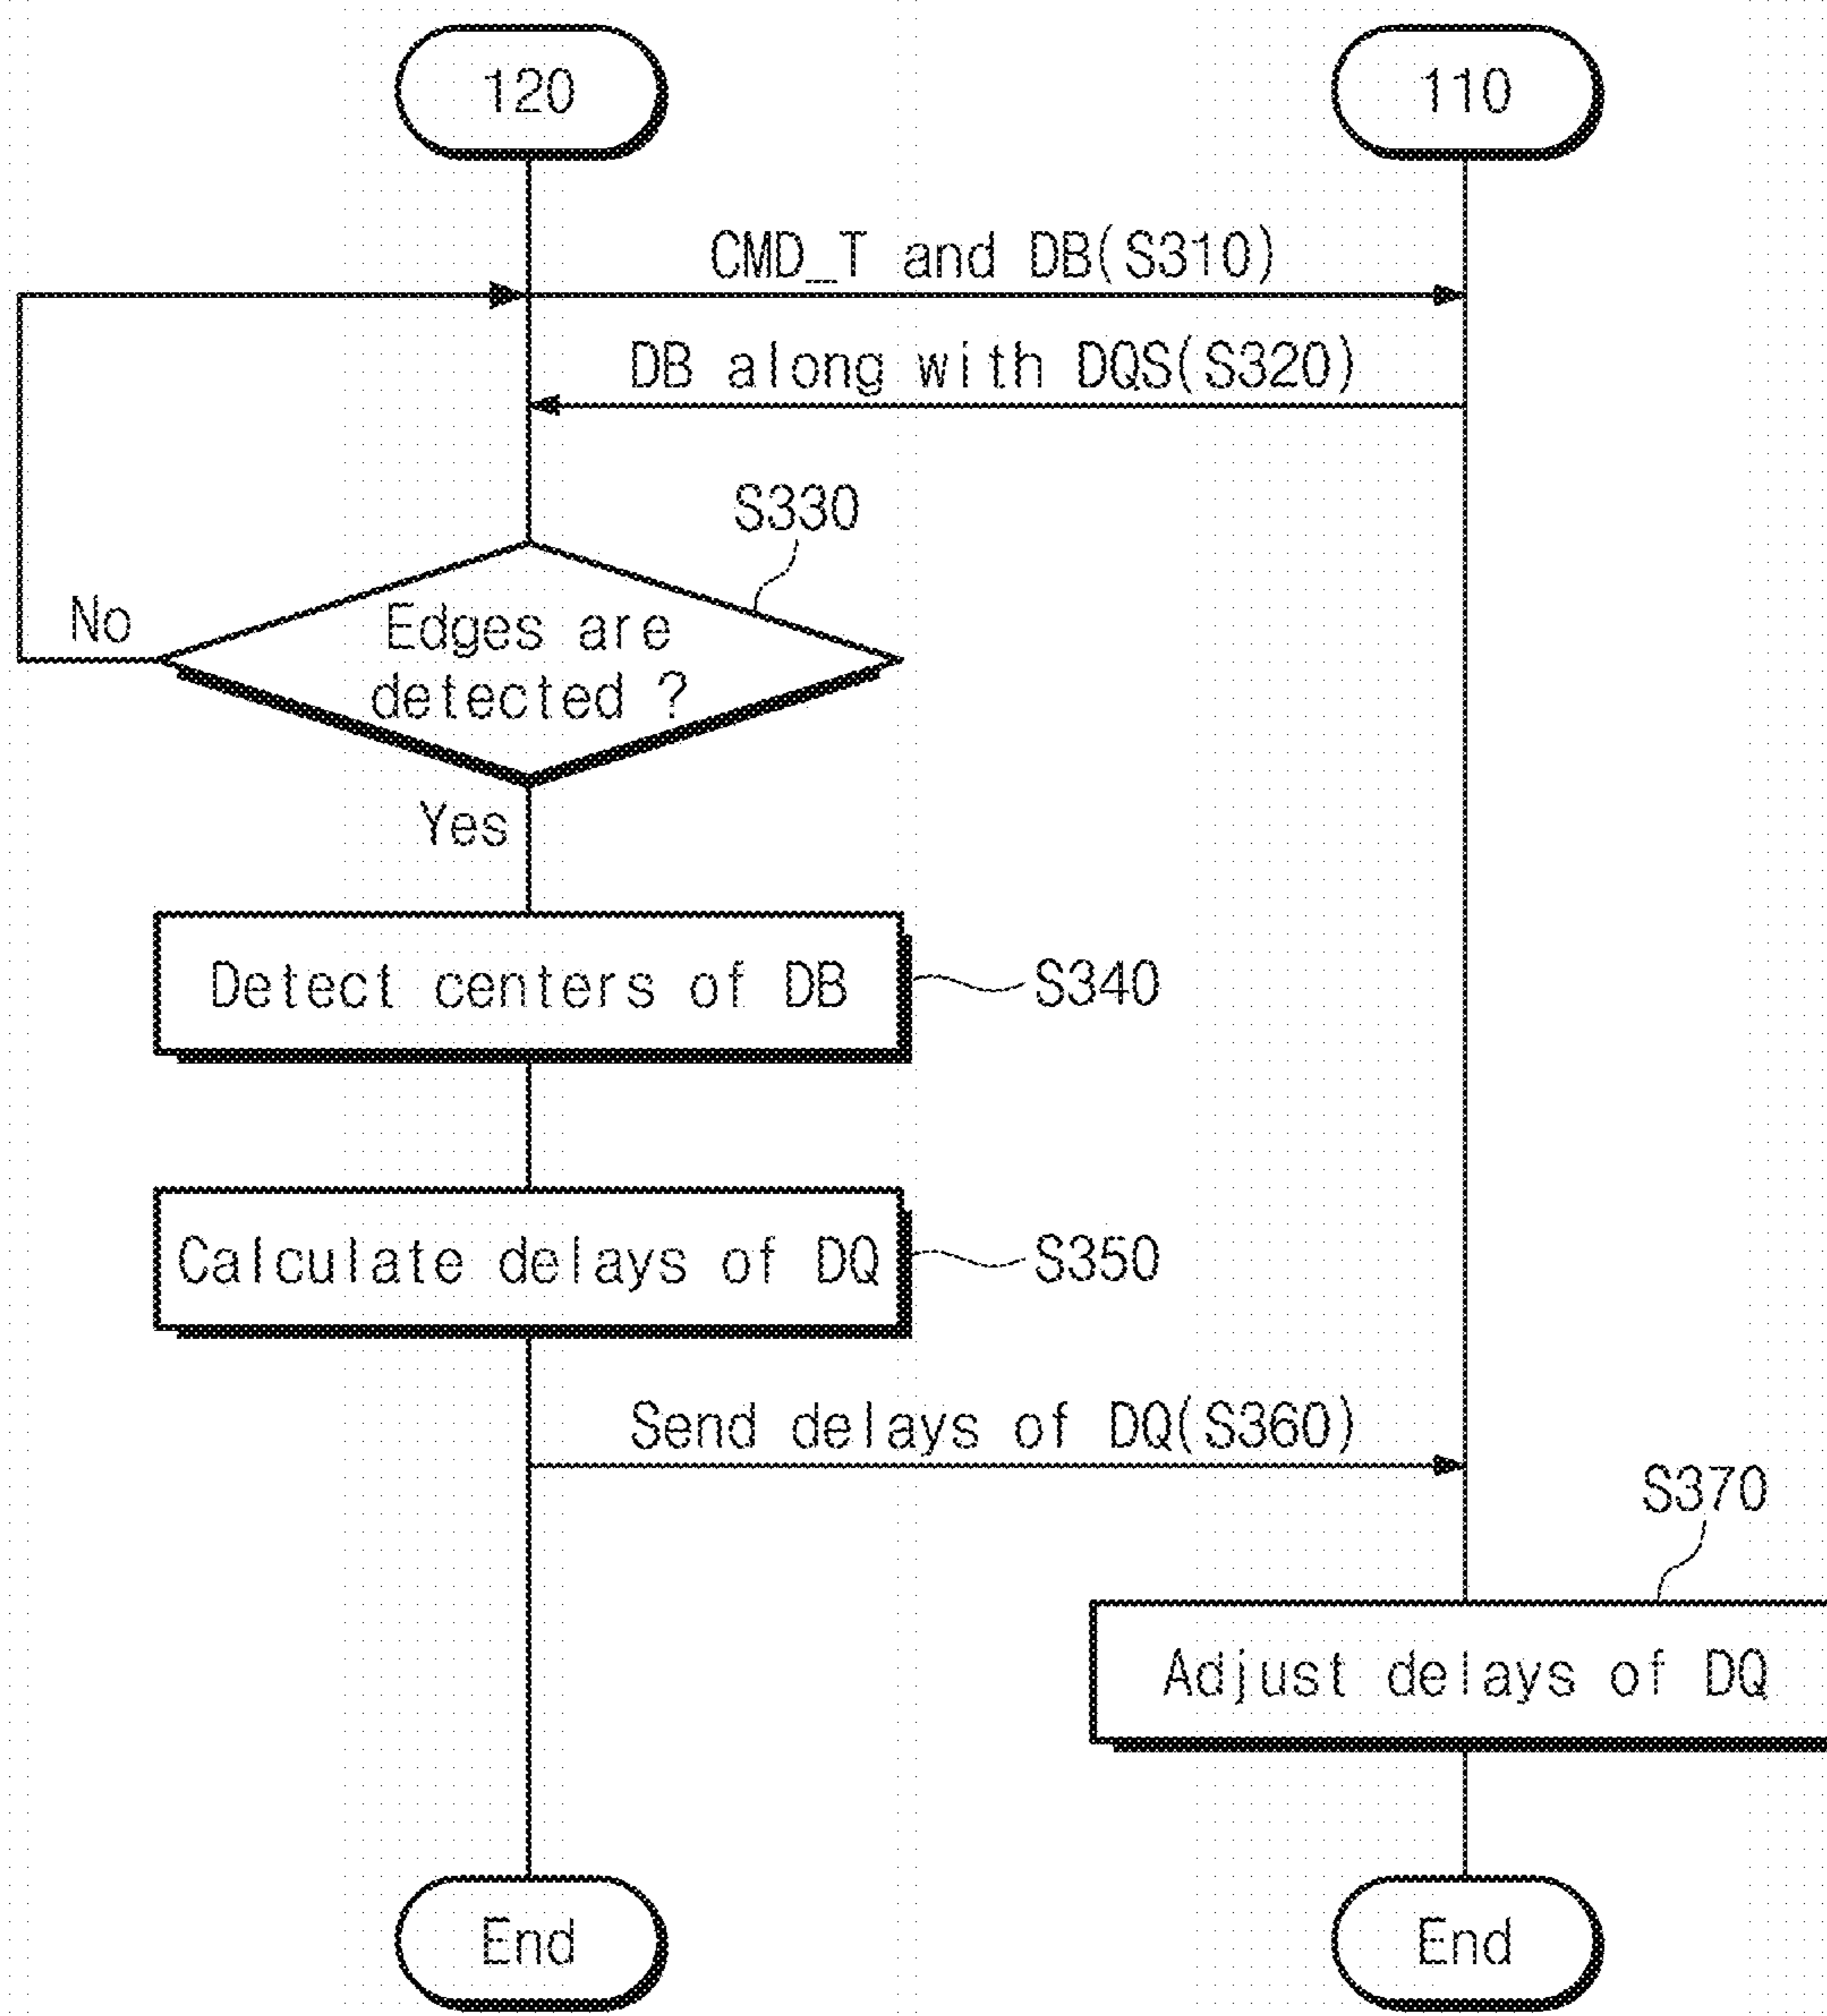 120
110
CMD_T and DB(S310)
DB along with DQS(S320)
S330
No
Edges are
detected ?
Yes
Detect centers of DB
S340
Calculate delays of DQ
S350
Send delays of DQ(S360)
S370
Adjust delays of DQ
End
End